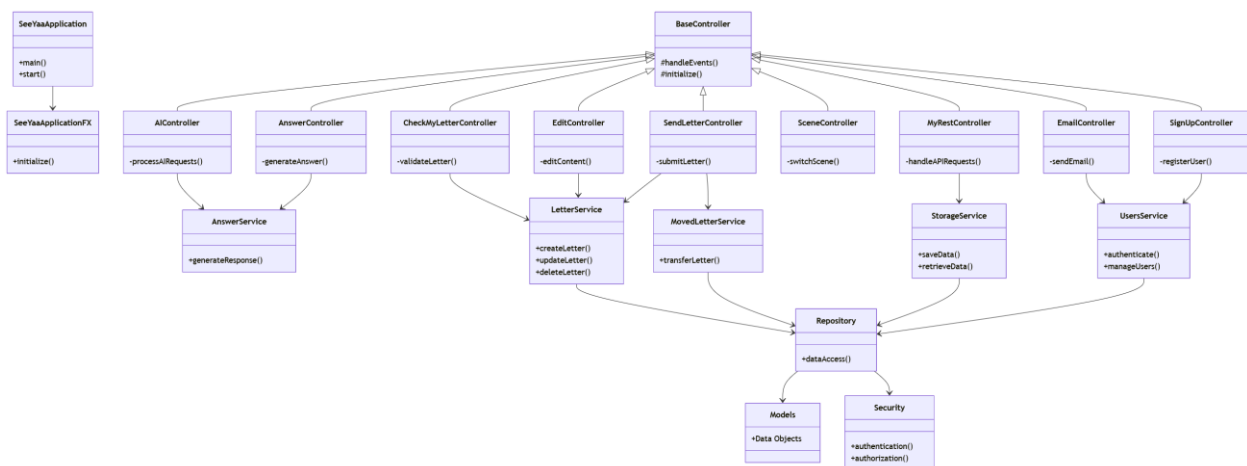 SeeYaaApplication
+main()
+start()
BaseController
#handleEvents()
#initialize()
SeeYaaApplicationFX
+initialize()
AIController
-processAIRequests()
AnswerController
-generateAnswer()
CheckMyLetterController
-validateLetter()
EditController
-editContent()
SendLetterController
-submitLetter()
SceneController
-switchScene()
MyRestController
-handleAPIRequests()
EmailController
-sendEmail()
SignUpController
-registerUser()
AnswerService
+generateResponse()
LetterService
+createLetter()
+updateLetter()
+deleteLetter()
MovedLetterService
+transferLetter()
StorageService
+saveData()
+retrieveData()
UsersService
+authenticate()
+manageUsers()
Repository
+dataAccess()
Models
+Data Objects
Security
+authentication()
+authorization()